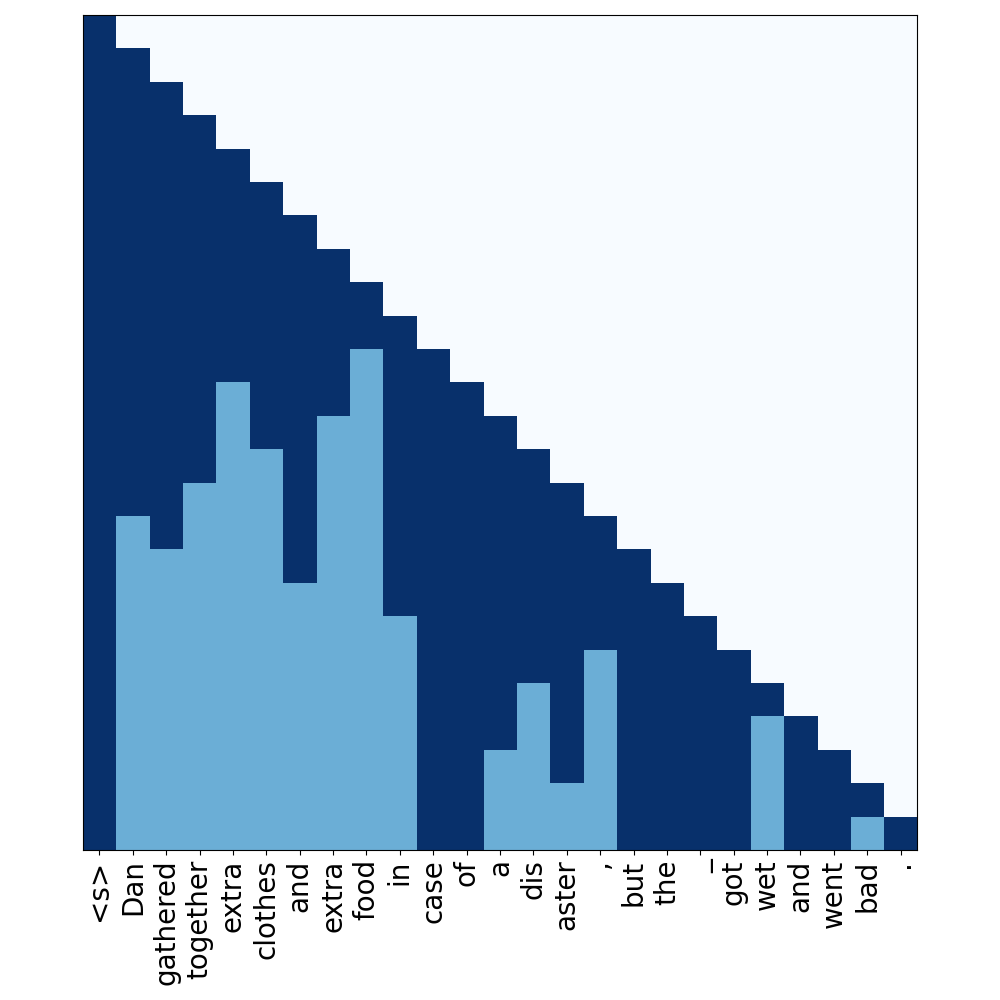 <s> Dan gathered together extra clothes and extra food in case of a dis aster , but the _ got wet and went bad .